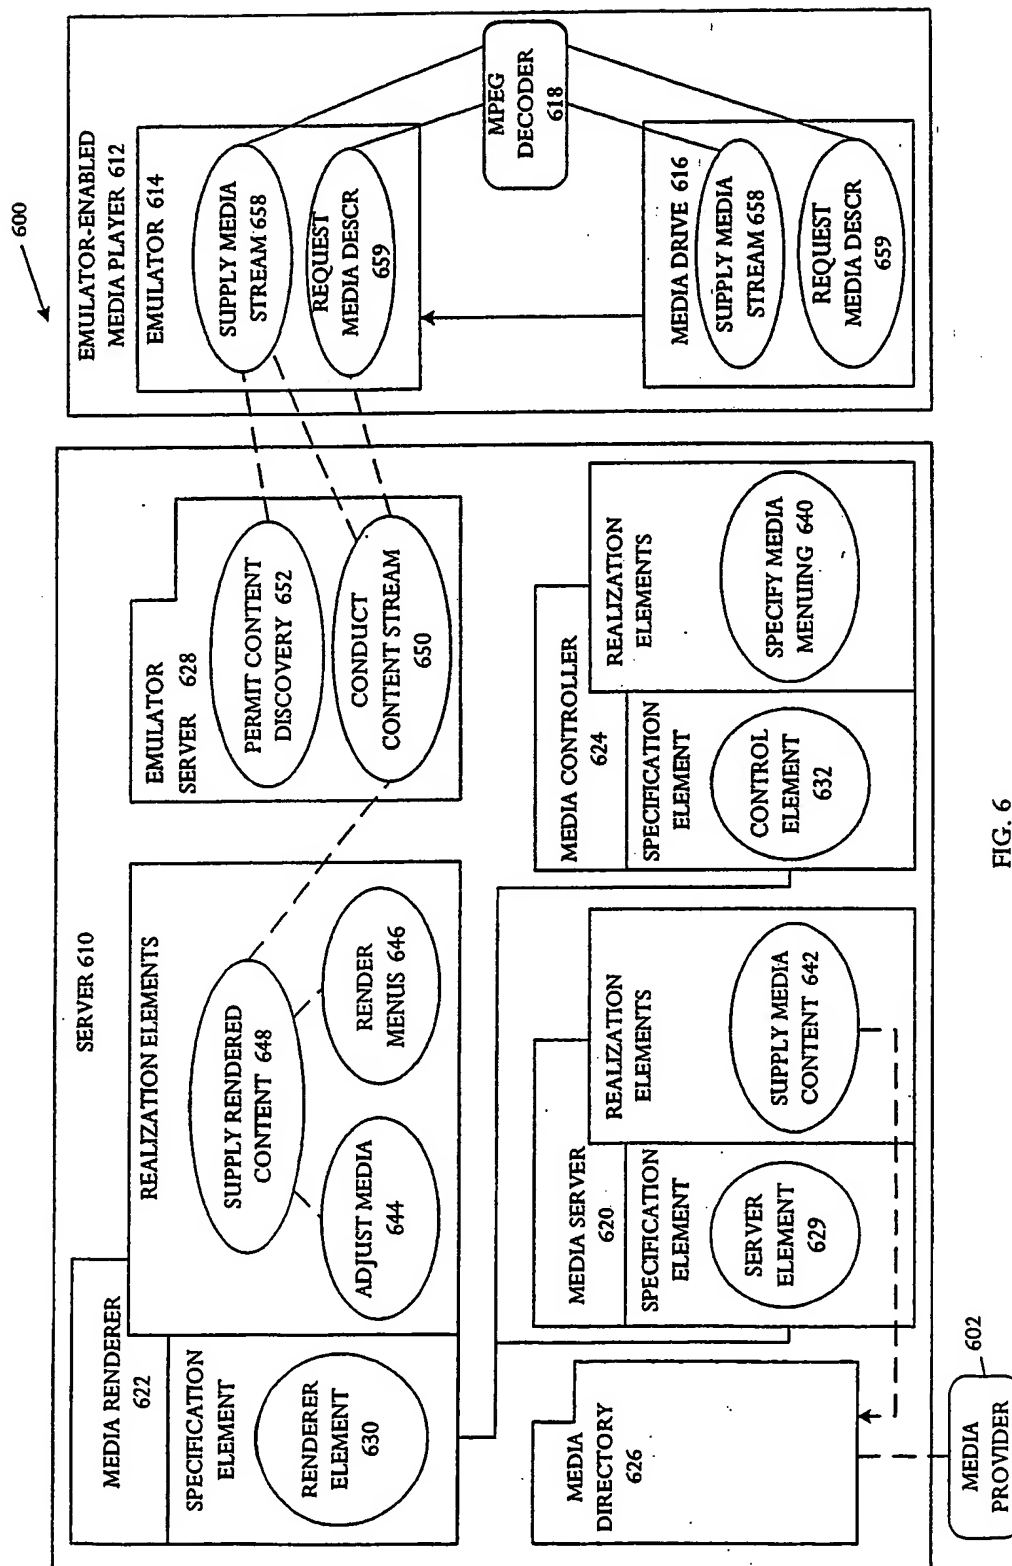 600
EMULATOR-ENABLED
MEDIA PLAYER 612
EMULATOR 614
SUPPLY MEDIA
STREAM 658
REQUEST
MEDIA DESCR
659
MPEG
DECODER
618
MEDIA DRIVE 616
SUPPLY MEDIA
STREAM 658
REQUEST
MEDIA DESCR
659
SERVER 610
EMULATOR
SERVER 628
PERMIT CONTENT
DISCOVERY 652
CONDUCT
CONTENT STREAM
650
MEDIA RENDERER
622
SPECIFICATION
ELEMENT
RENDERER
ELEMENT
630
REALIZATION ELEMENTS
SUPPLY RENDERED
CONTENT 648
ADJUST MEDIA
644
RENDER
MENUS 646
MEDIA CONTROLLER
624
SPECIFICATION
ELEMENT
CONTROL
ELEMENT
632
REALIZATION
ELEMENTS
SPECIFY MEDIA
MENUING 640
MEDIA SERVER
620
SPECIFICATION
ELEMENT
SERVER
ELEMENT
629
REALIZATION
ELEMENTS
SUPPLY MEDIA
CONTENT 642
MEDIA
DIRECTORY
626
MEDIA
PROVIDER
602
FIG. 6